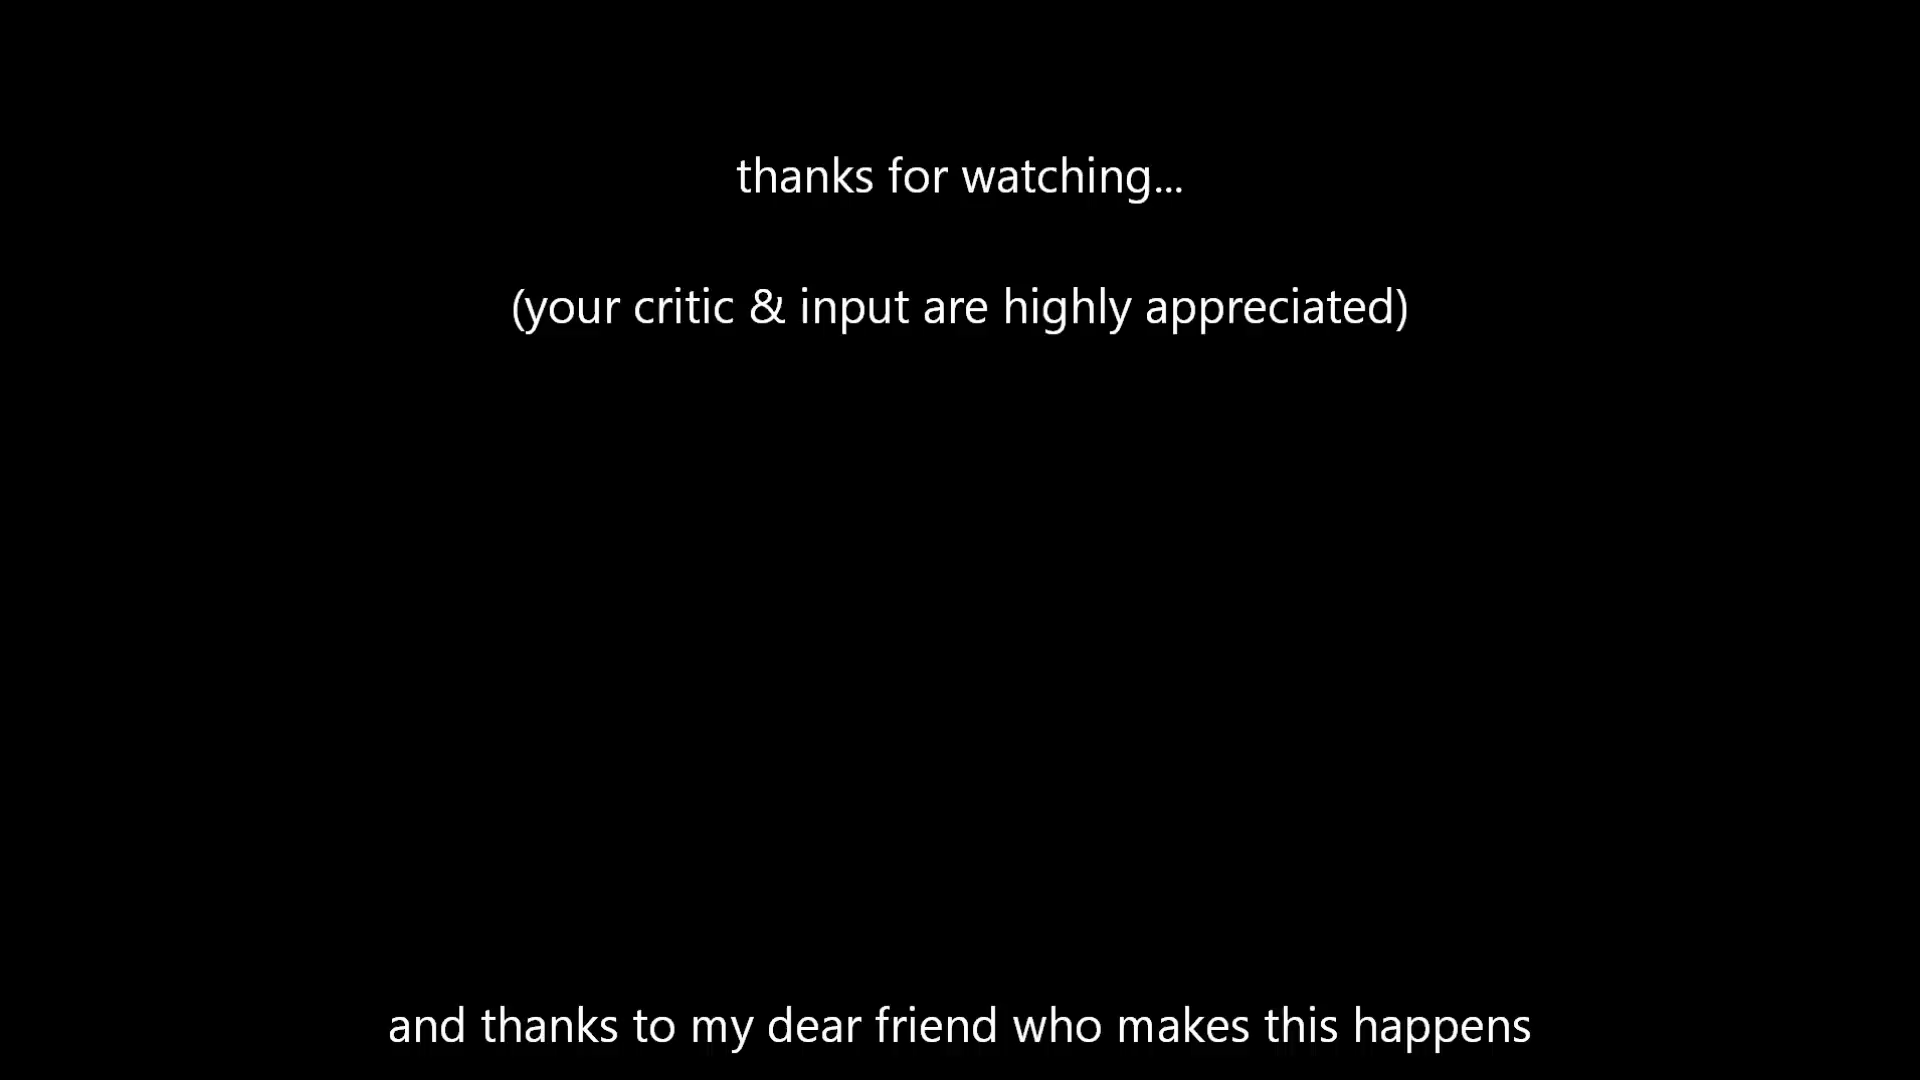 thanks for watching...
(your critic & input are highly appreciated)
and thanks to my dear friend who makes this happens